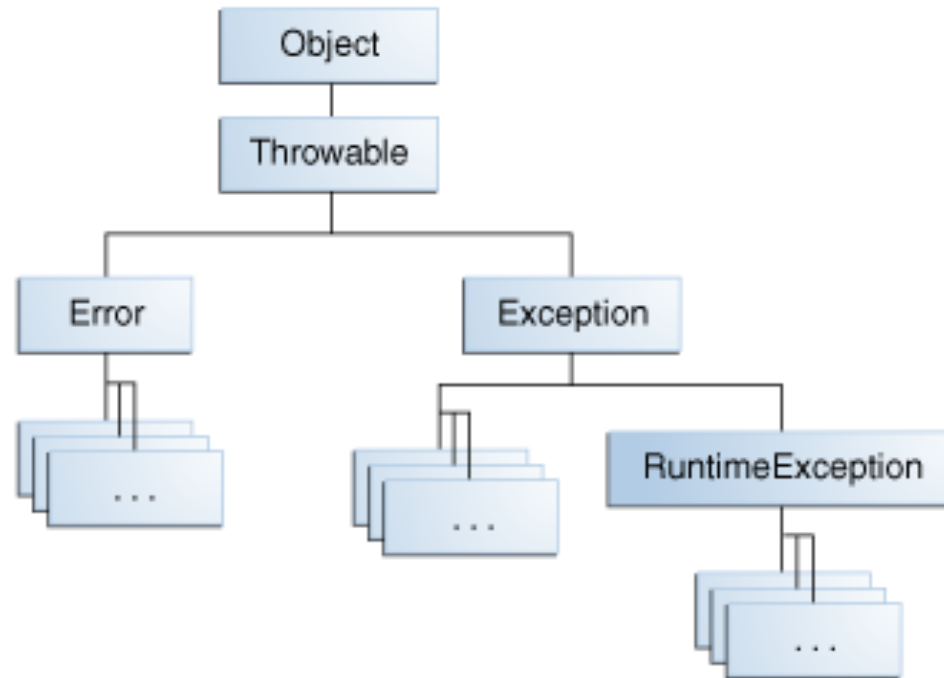 Object
Throwable
Error
Exception
...
...
RuntimeException
...